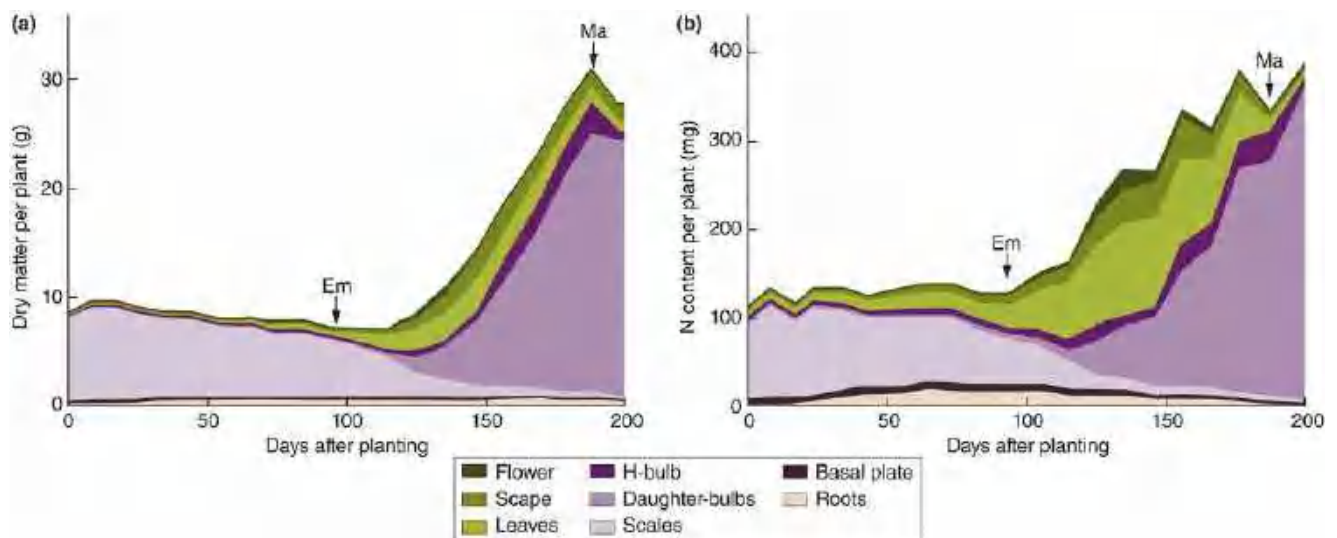 (a)
Ma
30
20
10
0
Em
Dry matter per plant (g)
0 50 100 150 200
Days after planting
(b)
400
300
200
100
0
Ma
Em
N content per plant (mg)
0 50 100 150 200
Days after planting
Flower H-bulb Basal plate
Scape Daughter-bulbs Roots
Leaves Scales